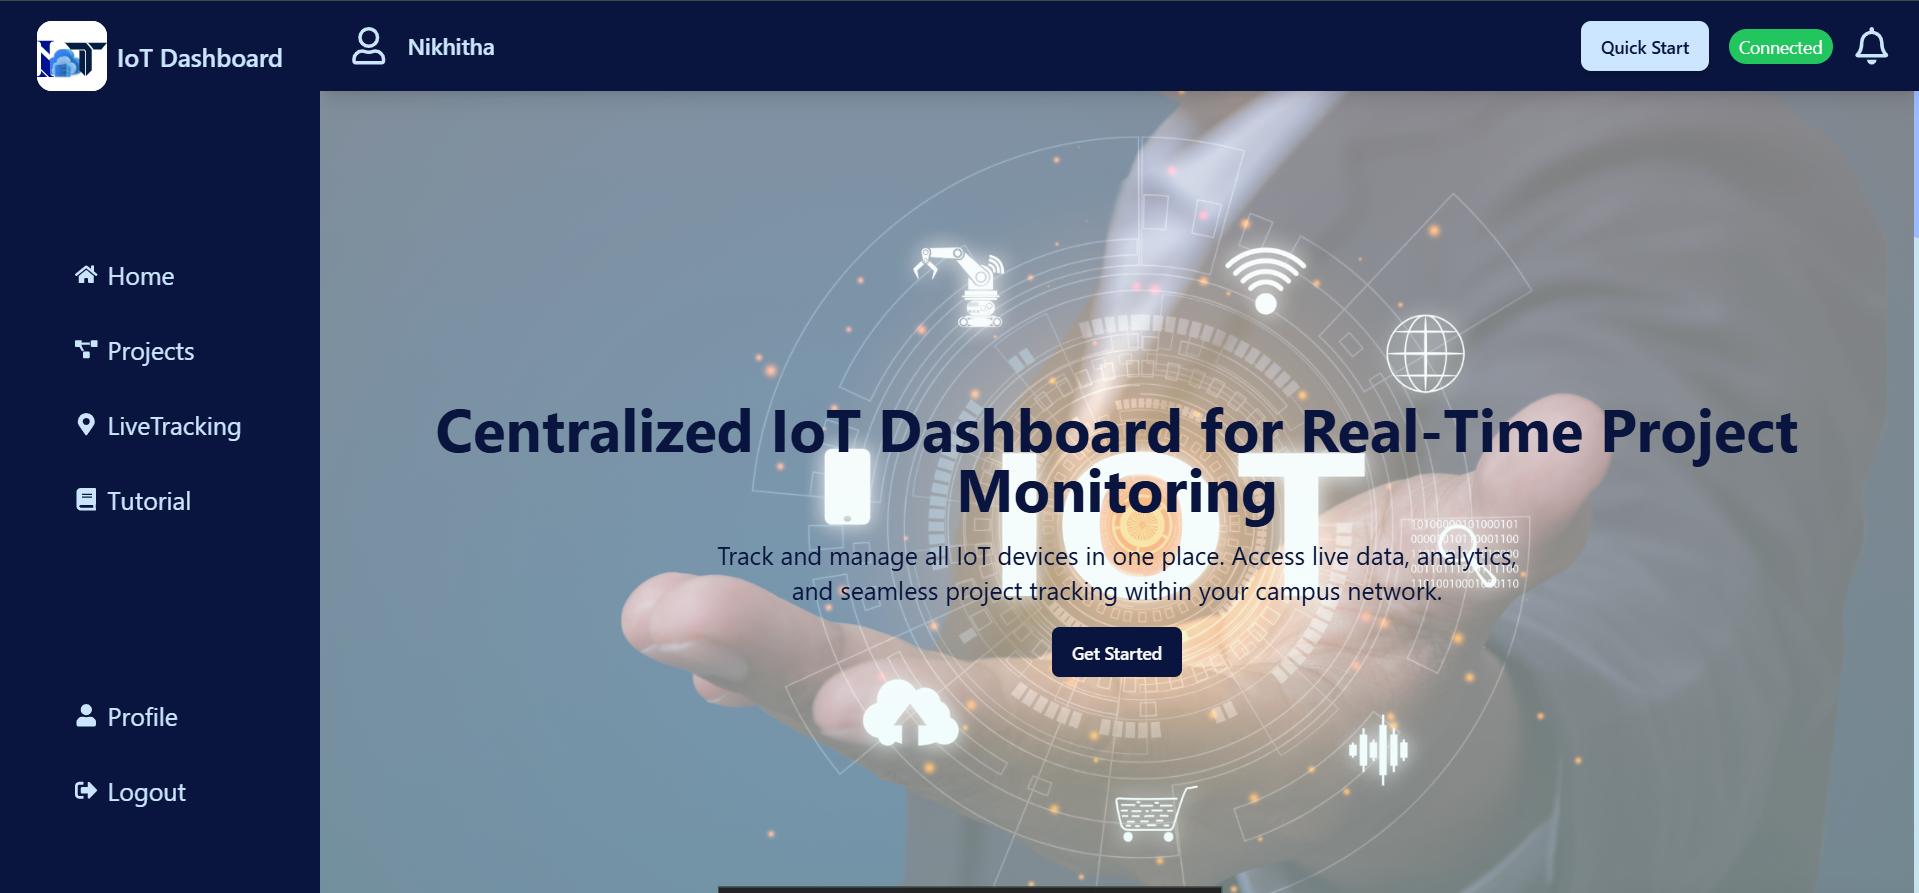 IoT
IoT Dashboard
Nikhitha
Quick Start
Connected
Home
Projects
LiveTracking
Tutorial
Profile
Logout
Centralized IoT Dashboard for Real-Time Project
Monitoring
IOT
Track and manage all IoT devices in one place. Access live data, analytics,
and seamless project tracking within your campus network.
Get Started